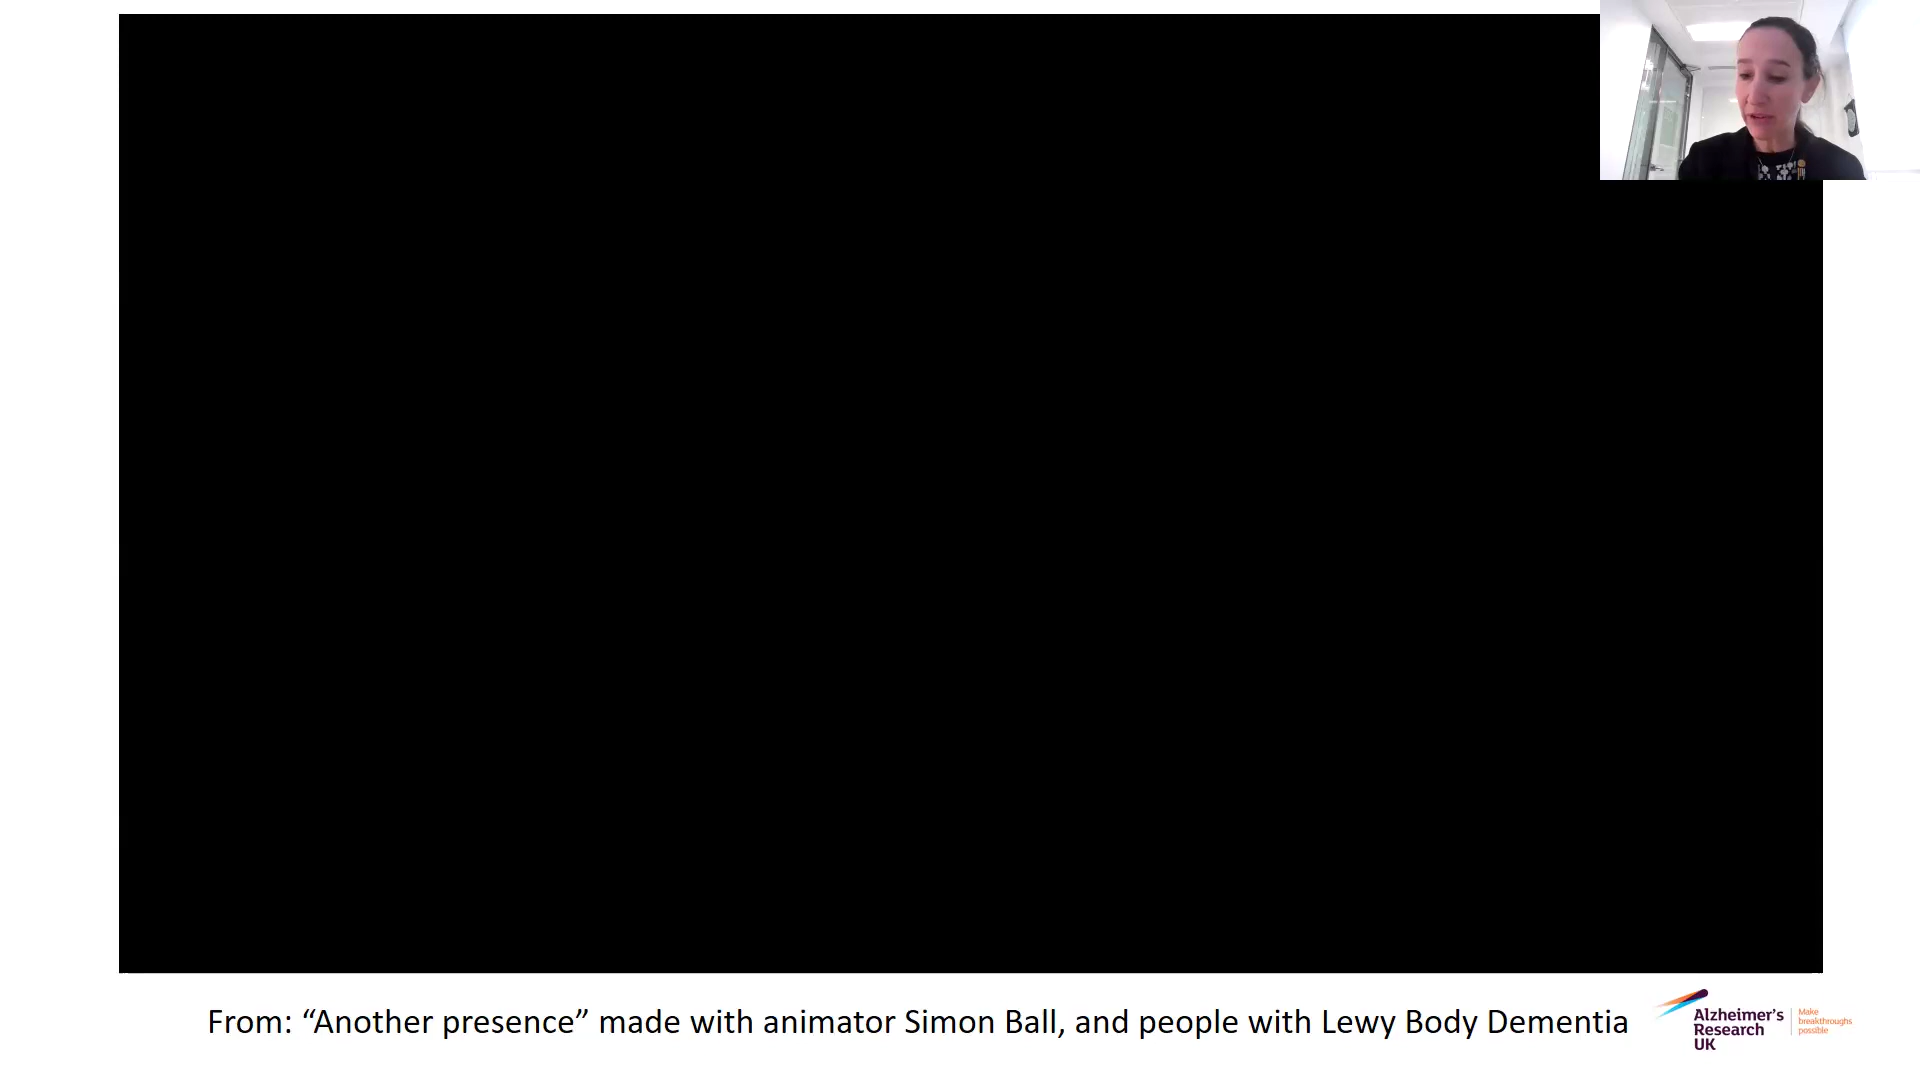 From: “Another presence” made with animator Simon Ball, and people with Lewy Body Dementia
Alzheimer’s
Research
UK
Make
breakthroughs
possible